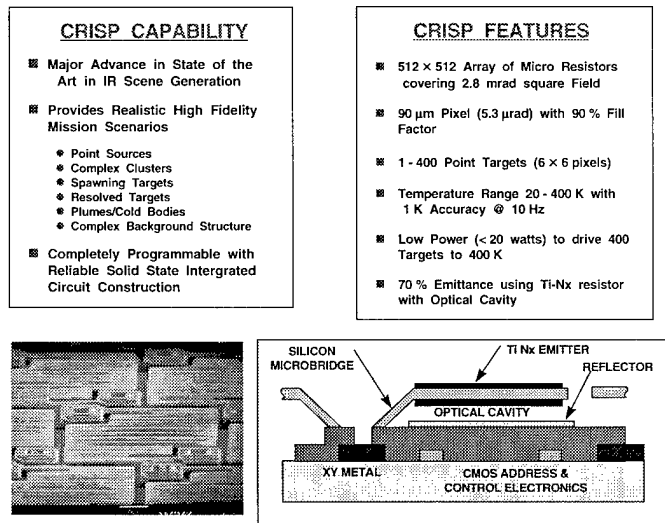 CRISP CAPABILITY
Major Advance in State of the
Art in IR Scene Generation
Provides Realistic High Fidelity
Mission Scenarios
Point Sources
Complex Clusters
Spawning Targets
Resolved Targets
Plumes/Cold Bodies
Complex Background Structure
Completely Programmable with
Reliable Solid State Intergrated
Circuit Construction
CRISP FEATURES
512 × 512 Array of Micro Resistors
covering 2.8 mrad square Field
90 µm Pixel (5.3 µrad) with 90 % Fill
Factor
1 - 400 Point Targets (6 × 6 pixels)
Temperature Range 20 - 400 K with
1 K Accuracy @ 10 Hz
Low Power (< 20 watts) to drive 400
Targets to 400 K
70 % Emittance using Ti-Nx resistor
with Optical Cavity
SILICON
MICROBRIDGE
Ti Nx EMITTER
REFLECTOR
OPTICAL CAVITY
XY METAL
CMOS ADDRESS &
CONTROL ELECTRONICS